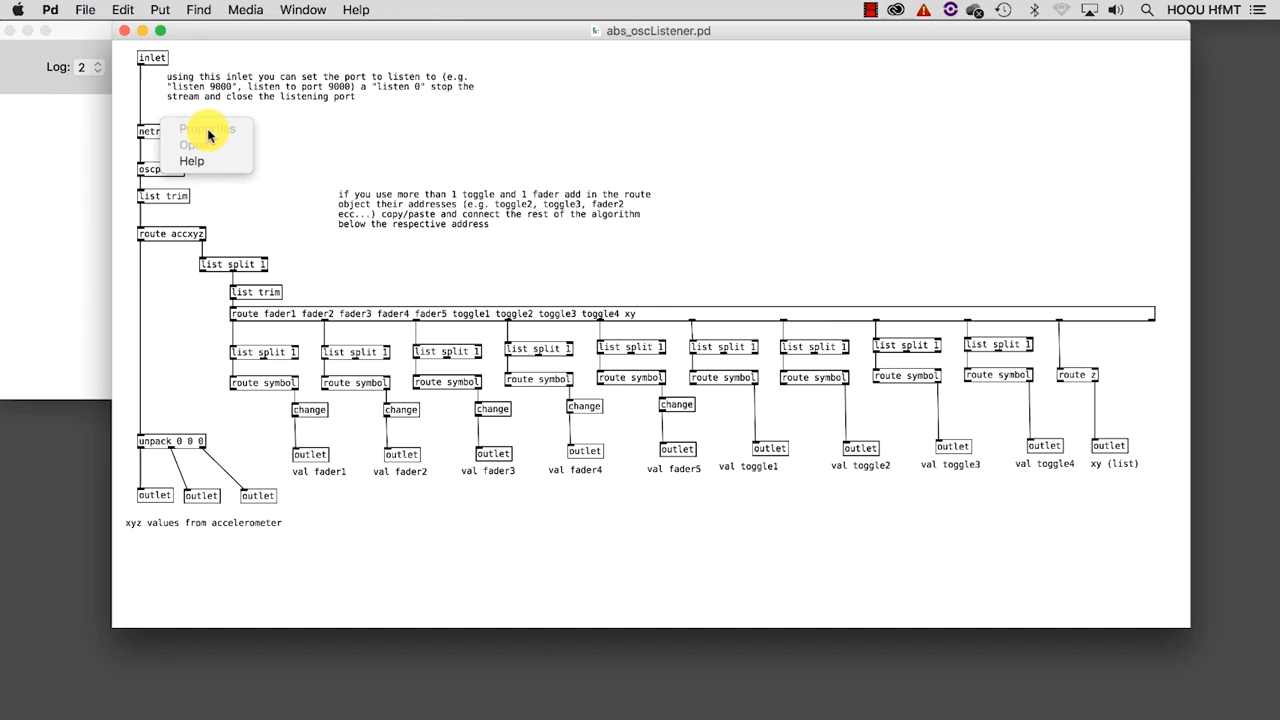 Pd File Edit Put Find Media Window Help HOOU HfMT
abs_oscListener.pd
Log: 2
inlet
using this inlet you can set the port to listen to (e.g.
"listen 9000", listen to port 9000) a "listen 0" stop the
stream and close the listening port
Properties
Open
Help
list trim
if you use more than 1 toggle and 1 fader add in the route
object their addresses (e.g. toggle2, toggle3, fader2
ecc...) copy/paste and connect the rest of the algorithm
below the respective address
route accxyz
list split 1
list trim
route fader1 fader2 fader3 fader4 fader5 toggle1 toggle2 toggle3 toggle4 xy
list split 1 list split 1 list split 1 list split 1 list split 1 list split 1 list split 1 list split 1 list split 1
route symbol route symbol route symbol route symbol route symbol route symbol route symbol route symbol route symbol route z
change change change change change
unpack 0 0 0
outlet outlet outlet outlet outlet outlet outlet outlet outlet outlet
val fader1 val fader2 val fader3 val fader4 val fader5 val toggle1 val toggle2 val toggle3 val toggle4 xy (list)
outlet outlet outlet
xyz values from accelerometer